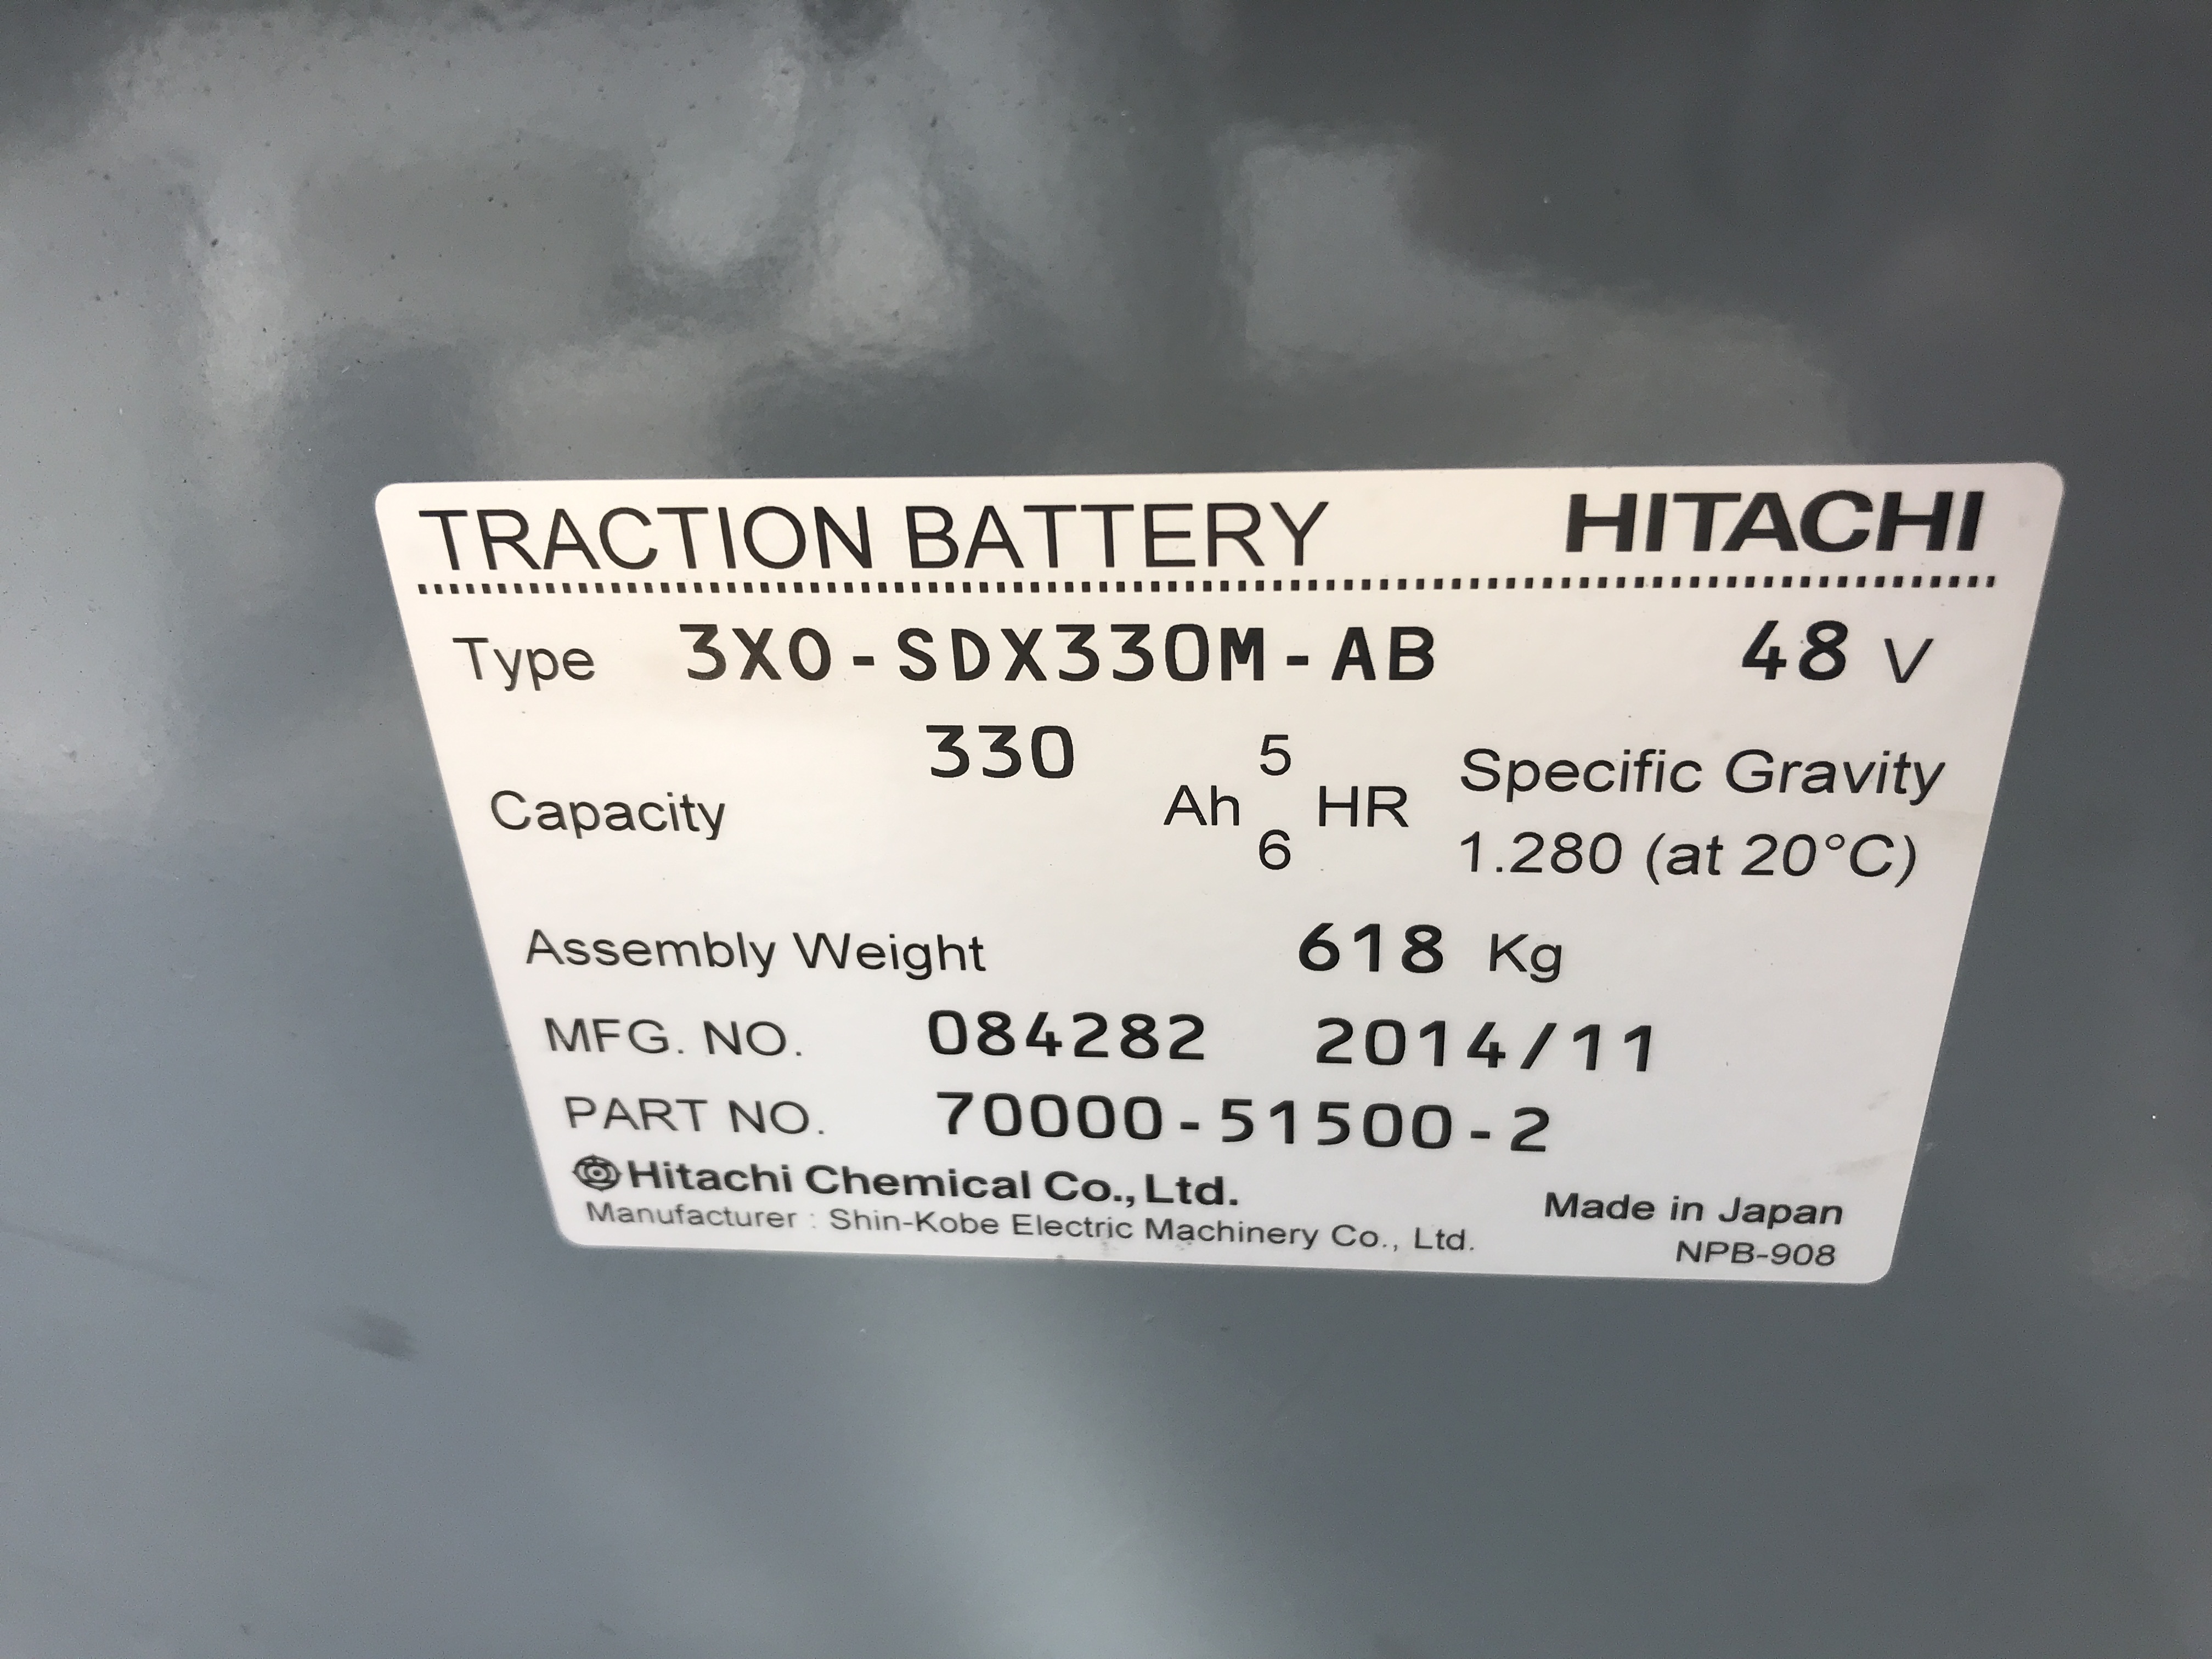 TRACTION BATTERY HITACHI
Type 3X0-SDX330M-AB 48 V
330 5 Specific Gravity
Capacity Ah HR
6 1.280 (at 20°C)
Assembly Weight 618 Kg
MFG. NO. 084282 2014/11
PART NO. 70000-51500-2
Hitachi Chemical Co., Ltd.
Manufacturer : Shin-Kobe Electric Machinery Co., Ltd.
Made in Japan
NPB-908